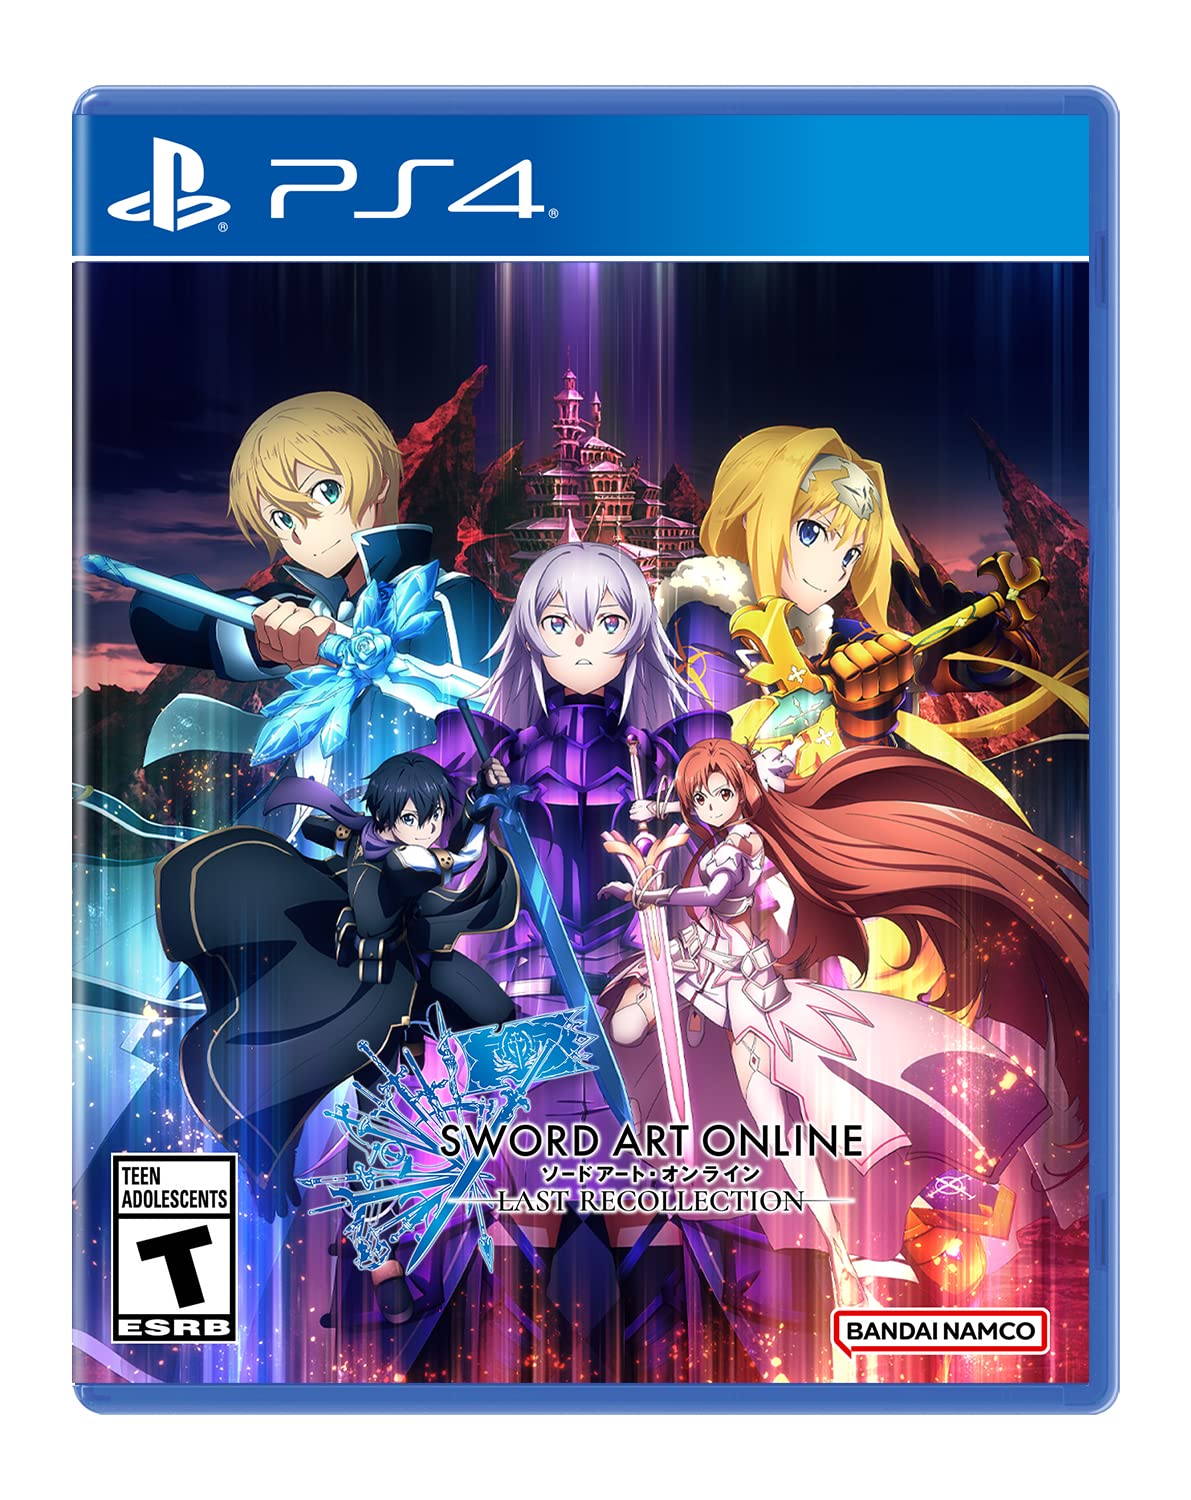 PS4
SWORD ART ONLINE
ソードアート・オンライン
LAST RECOLLECTION
TEEN
ADOLESCENTS
T
ESRB
BANDAI NAMCO